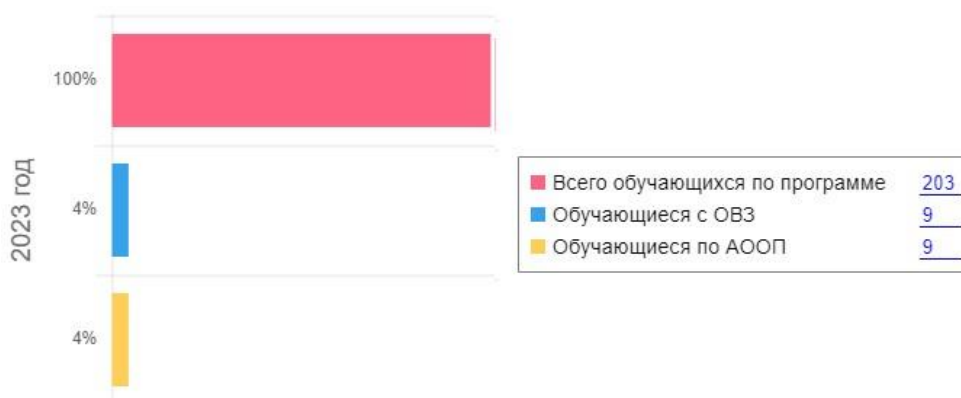 2023 год
100%
4%
4%
Всего обучающихся по программе 203
Обучающиеся с ОВЗ 9
Обучающиеся по АООП 9